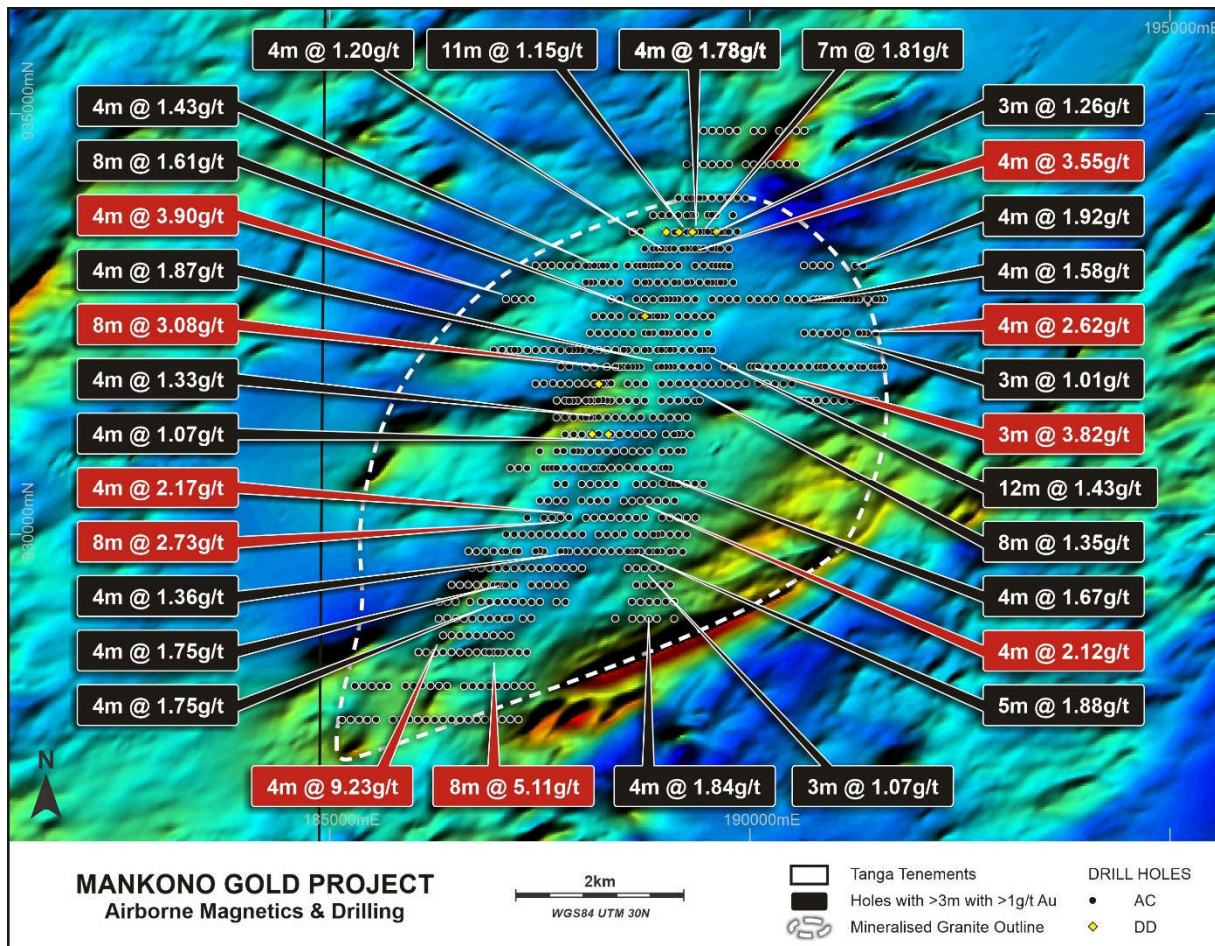 195000mE
4m @ 1.20g/t
11m @ 1.15g/t
4m @ 1.78g/t
7m @ 1.81g/t
935000mN
4m @ 1.43g/t
8m @ 1.61g/t
4m @ 3.90g/t
4m @ 1.87g/t
8m @ 3.08g/t
4m @ 1.33g/t
4m @ 1.07g/t
4m @ 2.17g/t
8m @ 2.73g/t
4m @ 1.36g/t
4m @ 1.75g/t
4m @ 1.75g/t
930000mN
3m @ 1.26g/t
4m @ 3.55g/t
4m @ 1.92g/t
4m @ 1.58g/t
4m @ 2.62g/t
3m @ 1.01g/t
3m @ 3.82g/t
12m @ 1.43g/t
8m @ 1.35g/t
4m @ 1.67g/t
4m @ 2.12g/t
5m @ 1.88g/t
N
4m @ 9.23g/t
8m @ 5.11g/t
4m @ 1.84g/t
3m @ 1.07g/t
185000mE
190000mE
MANKONO GOLD PROJECT
Airborne Magnetics & Drilling
2km
WGS84 UTM 30N
Tanga Tenements
Holes with >3m with >1g/t Au
Mineralised Granite Outline
DRILL HOLES
AC
DD